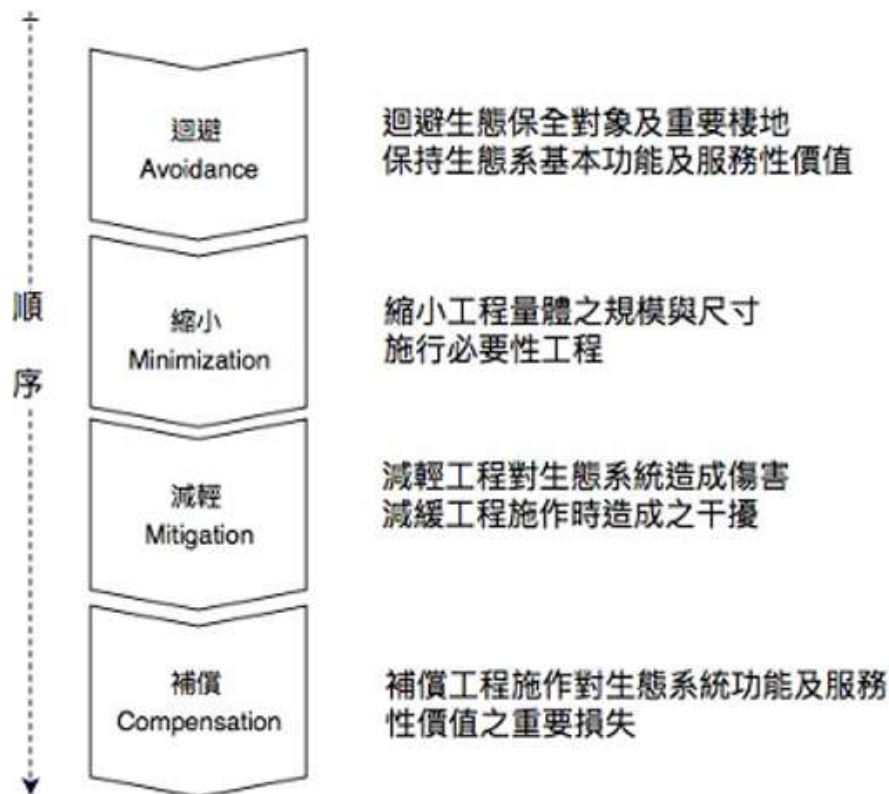 順
序
迴避
Avoidance
迴避生態保全對象及重要棲地
保持生態系基本功能及服務性價值
縮小
Minimization
縮小工程量體之規模與尺寸
施行必要性工程
減輕
Mitigation
減輕工程對生態系統造成傷害
減緩工程施作時造成之干擾
補償
Compensation
補償工程施作對生態系統功能及服務
性價值之重要損失